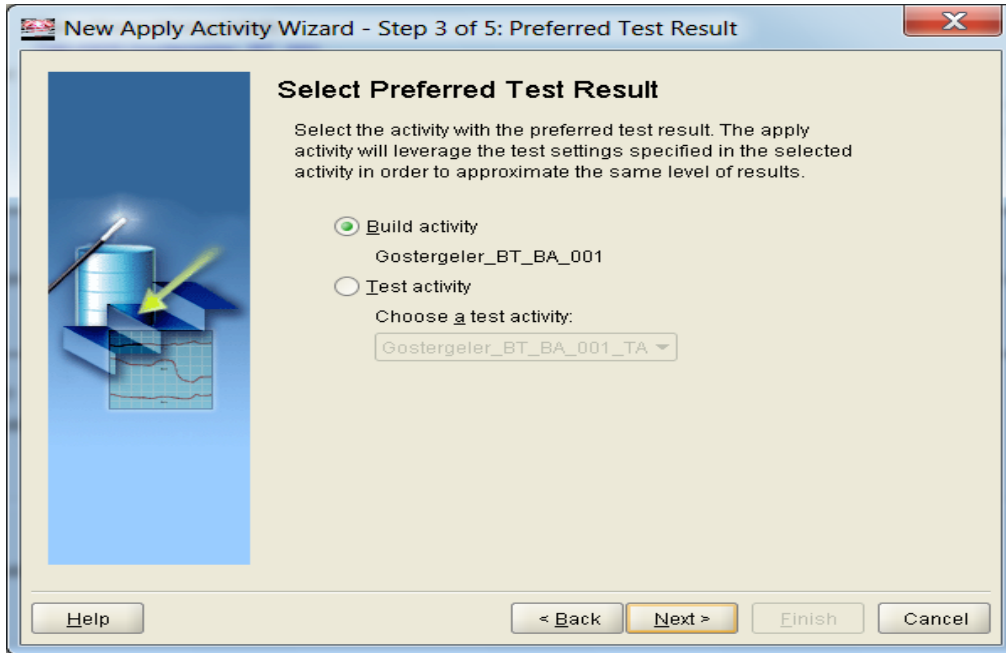 New Apply Activity Wizard - Step 3 of 5: Preferred Test Result
Select Preferred Test Result
Select the activity with the preferred test result. The apply
activity will leverage the test settings specified in the selected
activity in order to approximate the same level of results.
Build activity
Gostergeler_BT_BA_001
Test activity
Choose a test activity:
Gostergeler_BT_BA_001_TA
Help
< Back
Next >
Finish
Cancel